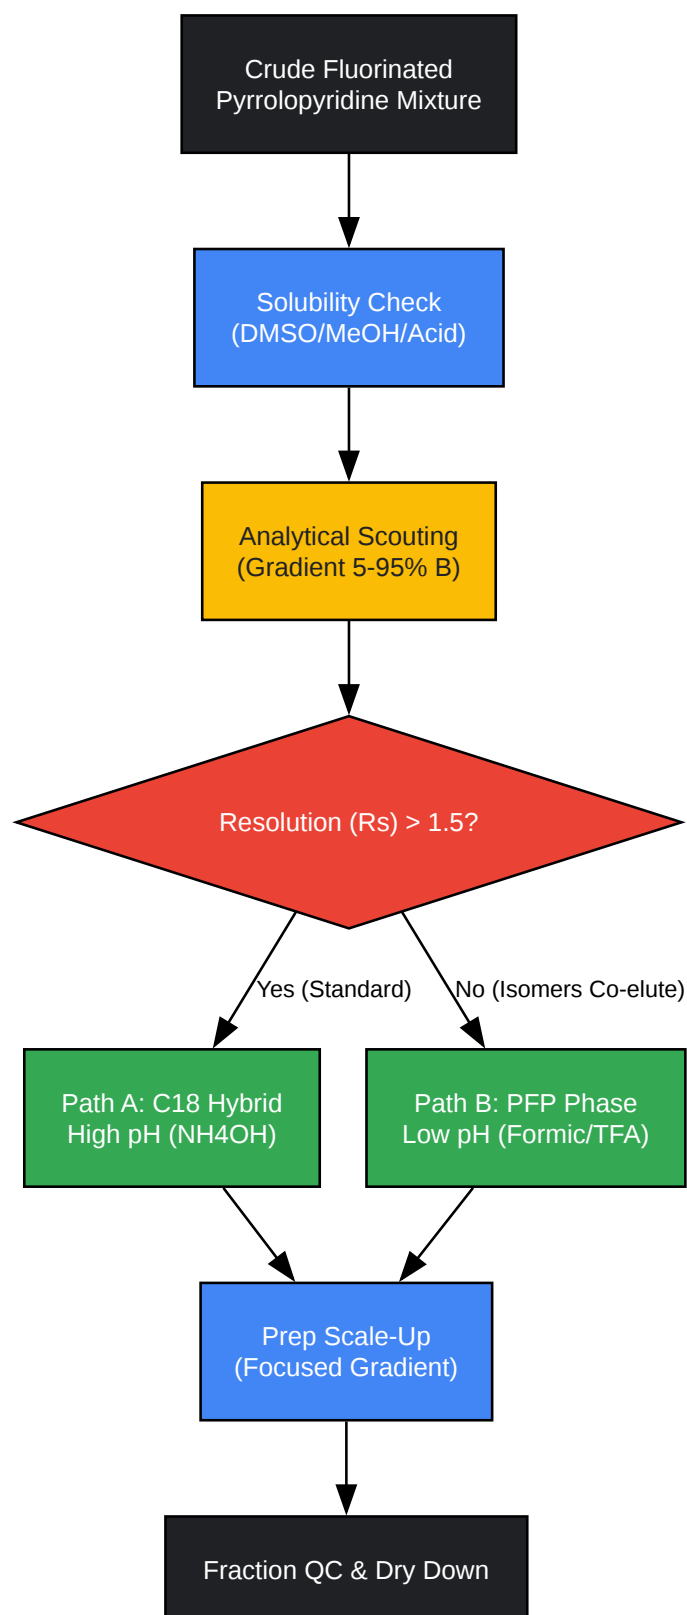 Crude Fluorinated
Pyrrolopyridine Mixture
Solubility Check
(DMSO/MeOH/Acid)
Analytical Scouting
(Gradient 5-95% B)
Resolution (Rs) > 1.5?
Yes (Standard)
No (Isomers Co-elute)
Path A: C18 Hybrid
High pH (NH4OH)
Path B: PFP Phase
Low pH (Formic/TFA)
Prep Scale-Up
(Focused Gradient)
Fraction QC & Dry Down